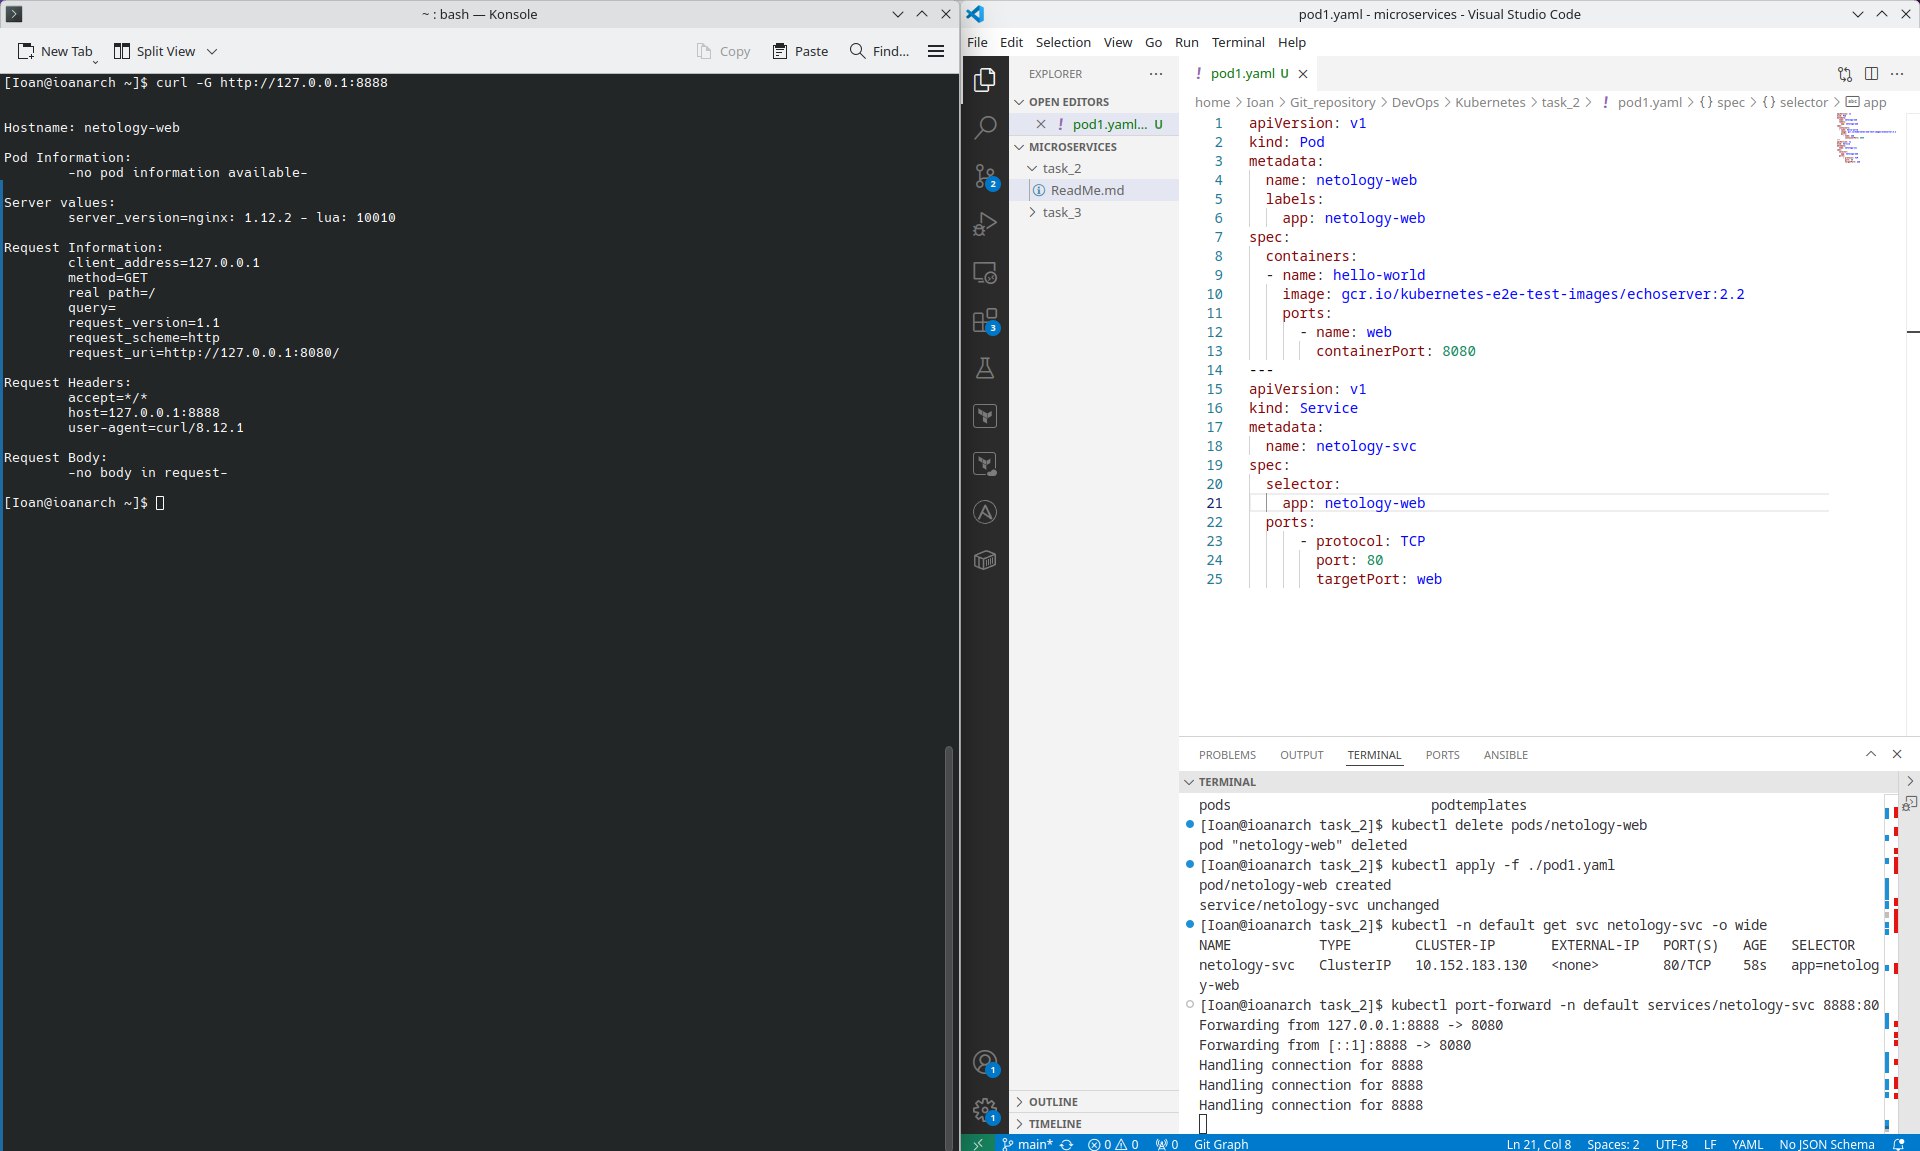 ~ : bash — Konsole
New Tab
Split View
Copy
Paste
Find...
[Ioan@ioanarch ~]$ curl -G http://127.0.0.1:8888
Hostname: netology-web
Pod Information:
-no pod information available-
Server values:
server_version=nginx: 1.12.2 - lua: 10010
Request Information:
client_address=127.0.0.1
method=GET
real path=/
query=
request_version=1.1
request_scheme=http
request_uri=http://127.0.0.1:8080/
Request Headers:
accept=*/*
host=127.0.0.1:8888
user-agent=curl/8.12.1
Request Body:
-no body in request-
[Ioan@ioanarch ~]$
pod1.yaml - microservices - Visual Studio Code
File Edit Selection View Go Run Terminal Help
EXPLORER
OPEN EDITORS
! pod1.yaml... U
MICROSERVICES
task_2
ReadMe.md
task_3
OUTLINE
TIMELINE
2
3
1
1
! pod1.yaml U
home > Ioan > Git_repository > DevOps > Kubernetes > task_2 > ! pod1.yaml > {} spec > {} selector > abc app
1 apiVersion: v1
2 kind: Pod
3 metadata:
4 name: netology-web
5 labels:
6 app: netology-web
7 spec:
8 containers:
9 - name: hello-world
10 image: gcr.io/kubernetes-e2e-test-images/echoserver:2.2
11 ports:
12 - name: web
13 containerPort: 8080
14 ---
15 apiVersion: v1
16 kind: Service
17 metadata:
18 name: netology-svc
19 spec:
20 selector:
21 app: netology-web
22 ports:
23 - protocol: TCP
24 port: 80
25 targetPort: web
PROBLEMS OUTPUT TERMINAL PORTS ANSIBLE
TERMINAL
pods podtemplates
[Ioan@ioanarch task_2]$ kubectl delete pods/netology-web
pod "netology-web" deleted
[Ioan@ioanarch task_2]$ kubectl apply -f ./pod1.yaml
pod/netology-web created
service/netology-svc unchanged
[Ioan@ioanarch task_2]$ kubectl -n default get svc netology-svc -o wide
NAME TYPE CLUSTER-IP EXTERNAL-IP PORT(S) AGE SELECTOR
netology-svc ClusterIP 10.152.183.130 <none> 80/TCP 58s app=netolog
y-web
[Ioan@ioanarch task_2]$ kubectl port-forward -n default services/netology-svc 8888:80
Forwarding from 127.0.0.1:8888 -> 8080
Forwarding from [::1]:8888 -> 8080
Handling connection for 8888
Handling connection for 8888
Handling connection for 8888
main* 0 0 0 Git Graph Ln 21, Col 8 Spaces: 2 UTF-8 LF YAML No JSON Schema